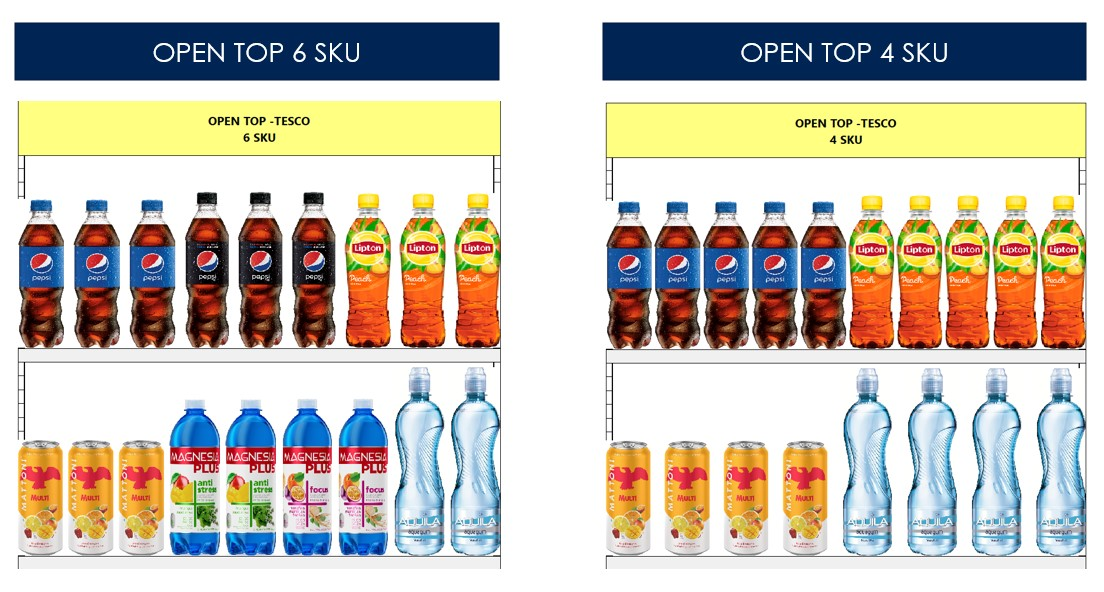 OPEN TOP 6 SKU
OPEN TOP -TESCO
6 SKU
pepsi
pepsi
pepsi
pepsi
pepsi
pepsi
Lipton
Peach
Lipton
Peach
Lipton
Peach
MATTONI
MULTI
MATTONI
MULTI
MATTONI
MULTI
MAGNESIA
PLUS
anti
stress
MAGNESIA
PLUS
anti
stress
MAGNESIA
PLUS
focus
MAGNESIA
PLUS
focus
AQUILA
aqualinea
AQUILA
aqualinea
OPEN TOP 4 SKU
OPEN TOP -TESCO
4 SKU
pepsi
pepsi
pepsi
pepsi
pepsi
Lipton
Peach
Lipton
Peach
Lipton
Peach
Lipton
Peach
Lipton
Peach
MATTONI
MULTI
MATTONI
MULTI
MATTONI
MULTI
MATTONI
MULTI
AQUILA
AQUILA
AQUILA
AQUILA